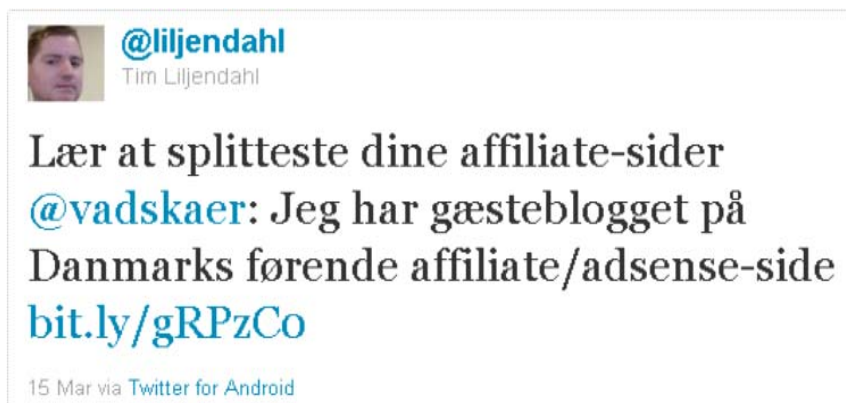 @liljendahl
Tim Liljendahl
Lær at splitteste dine affiliate-sider
@vadskaer: Jeg har gæsteblogget på
Danmarks førende affiliate/adsense-side
bit.ly/gRPzCo
15 Mar via Twitter for Android